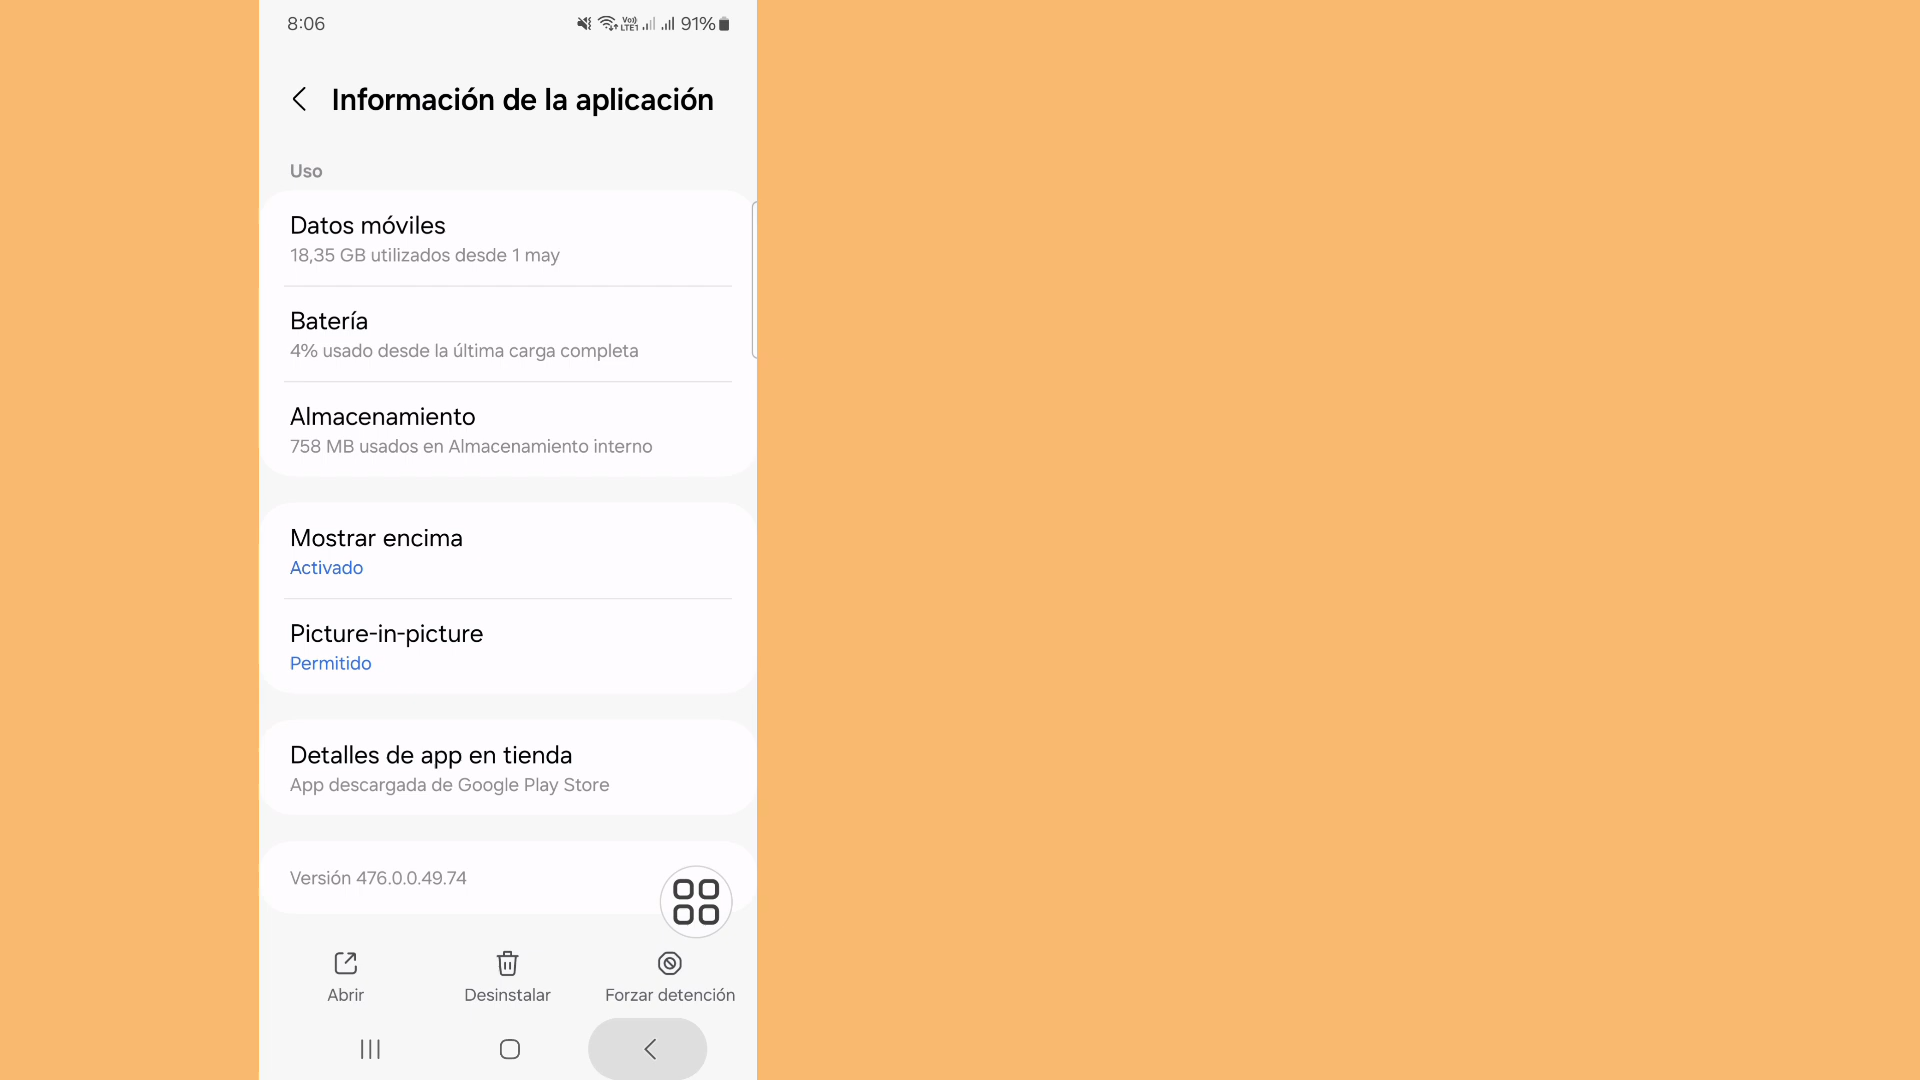 8:06
Vo))
LTE1
91%
Información de la aplicación
Uso
Datos móviles
18,35 GB utilizados desde 1 may
Batería
4% usado desde la última carga completa
Almacenamiento
758 MB usados en Almacenamiento interno
Mostrar encima
Activado
Picture-in-picture
Permitido
Detalles de app en tienda
App descargada de Google Play Store
Versión 476.0.0.49.74
Abrir
Desinstalar
Forzar detención